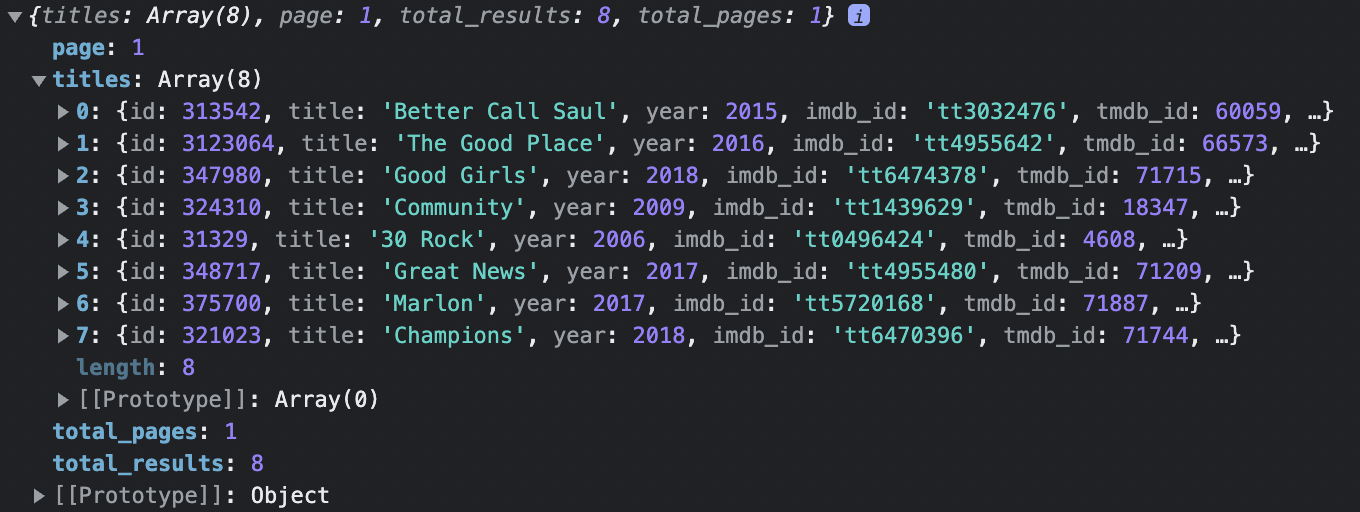 ▼{titles: Array(8), page: 1, total_results: 8, total_pages: 1} i
page: 1
▼titles: Array(8)
▶0: {id: 313542, title: 'Better Call Saul', year: 2015, imdb_id: 'tt3032476', tmdb_id: 60059, …}
▶1: {id: 3123064, title: 'The Good Place', year: 2016, imdb_id: 'tt4955642', tmdb_id: 66573, …}
▶2: {id: 347980, title: 'Good Girls', year: 2018, imdb_id: 'tt6474378', tmdb_id: 71715, …}
▶3: {id: 324310, title: 'Community', year: 2009, imdb_id: 'tt1439629', tmdb_id: 18347, …}
▶4: {id: 31329, title: '30 Rock', year: 2006, imdb_id: 'tt0496424', tmdb_id: 4608, …}
▶5: {id: 348717, title: 'Great News', year: 2017, imdb_id: 'tt4955480', tmdb_id: 71209, …}
▶6: {id: 375700, title: 'Marlon', year: 2017, imdb_id: 'tt5720168', tmdb_id: 71887, …}
▶7: {id: 321023, title: 'Champions', year: 2018, imdb_id: 'tt6470396', tmdb_id: 71744, …}
length: 8
▶[[Prototype]]: Array(0)
total_pages: 1
total_results: 8
▶[[Prototype]]: Object